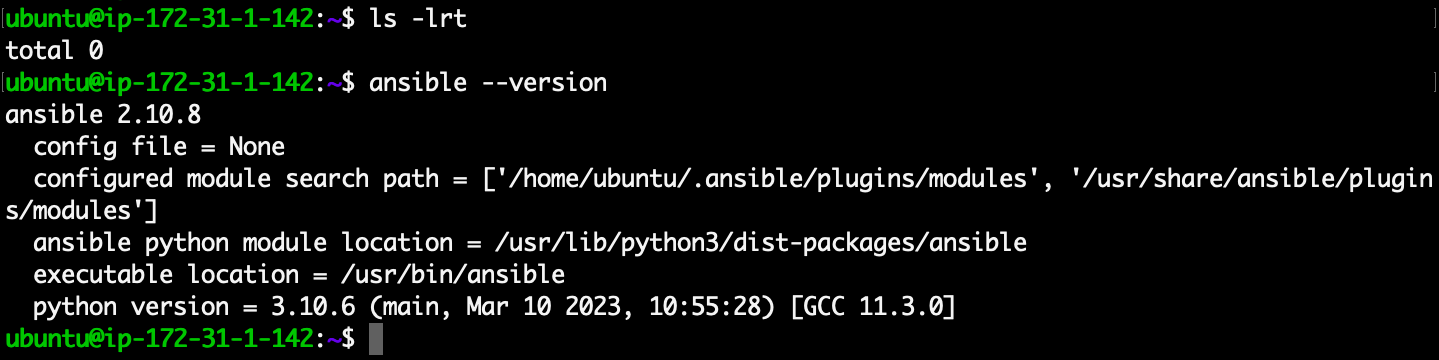 ubuntu@ip-172-31-1-142:~$ ls -lrt
total 0
ubuntu@ip-172-31-1-142:~$ ansible --version
ansible 2.10.8
  config file = None
  configured module search path = ['/home/ubuntu/.ansible/plugins/modules', '/usr/share/ansible/plugin
s/modules']
  ansible python module location = /usr/lib/python3/dist-packages/ansible
  executable location = /usr/bin/ansible
  python version = 3.10.6 (main, Mar 10 2023, 10:55:28) [GCC 11.3.0]
ubuntu@ip-172-31-1-142:~$